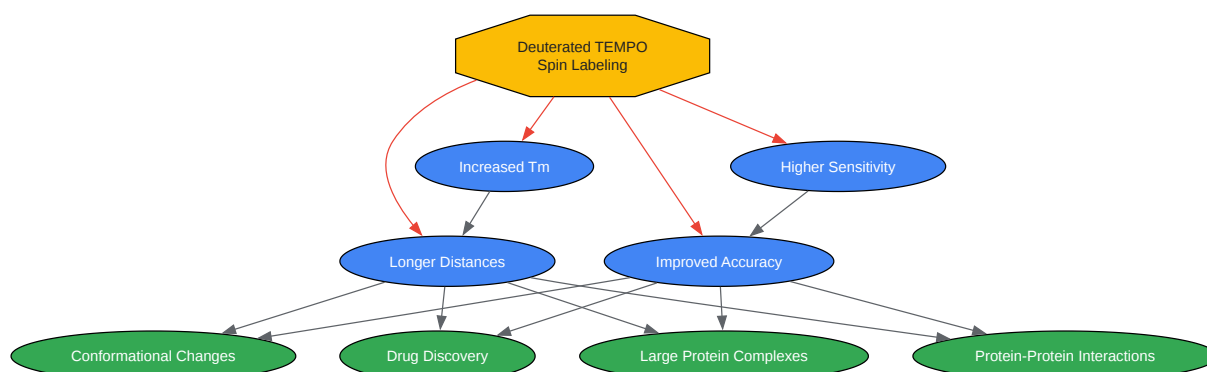 Deuterated TEMPO
Spin Labeling
Increased Tm
Higher Sensitivity
Longer Distances
Improved Accuracy
Conformational Changes
Drug Discovery
Large Protein Complexes
Protein-Protein Interactions